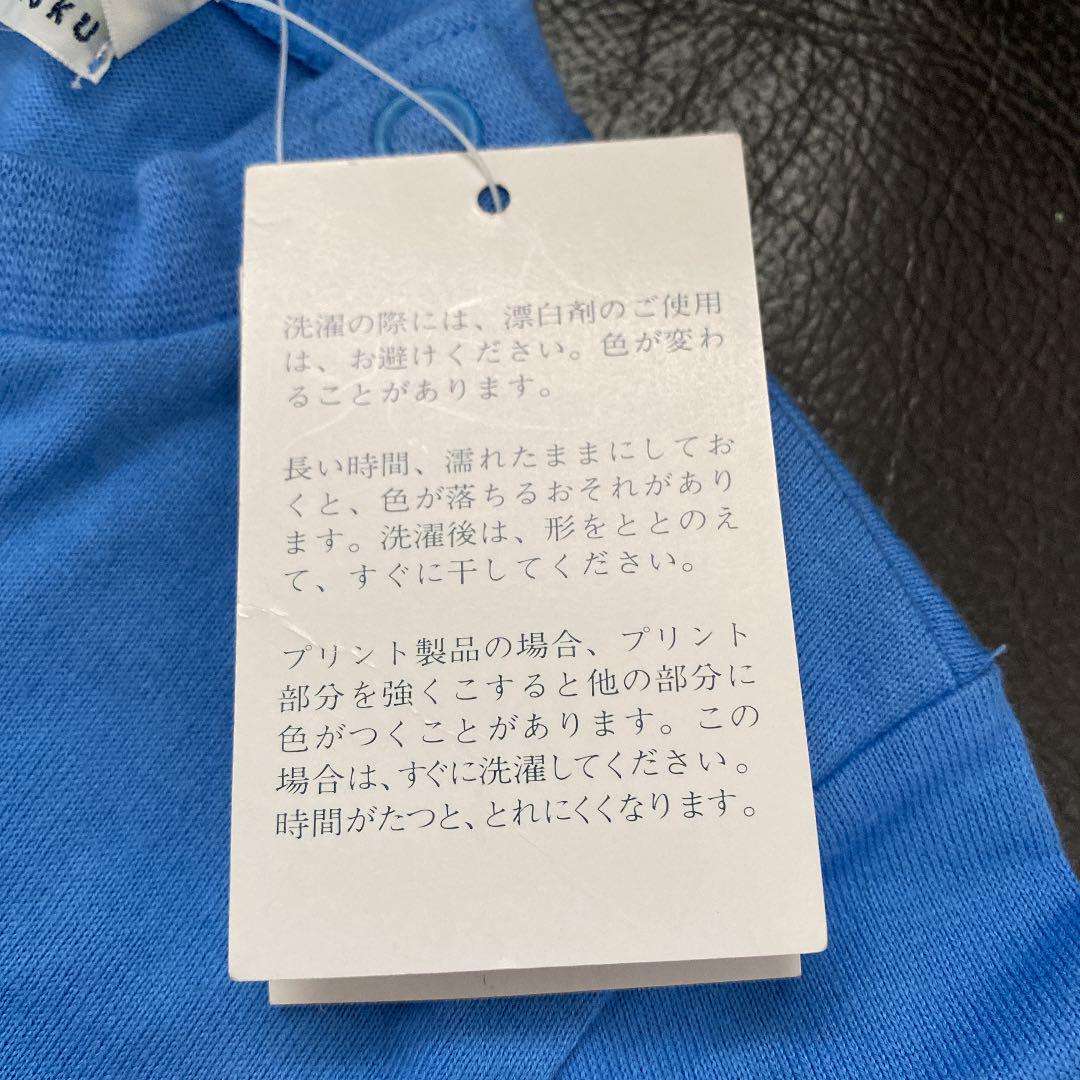 洗濯の際には、漂白剤のご使用
は、お避けください。色が変わ
ることがあります。
長い時間、濡れたままにしてお
くと、色が落ちるおそれがあり
ます。洗濯後は、形をととのえ
て、すぐに干してください。
プリント製品の場合、プリント
部分を強くこすると他の部分に
色がつくことがあります。この
場合は、すぐに洗濯してください。
時間がたつと、とれにくくなります。